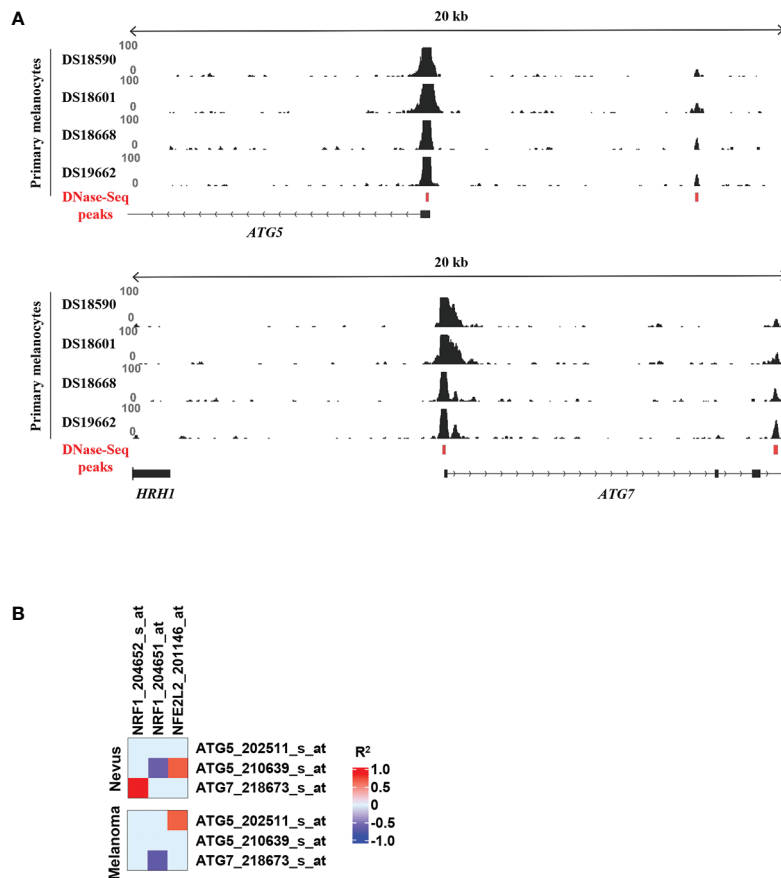 A
20 kb
Primary melanocytes
DS18590
100
0
DS18601
100
0
DS18668
100
0
DS19662
100
0
DNase-Seq
peaks
ATG5
20 kb
Primary melanocytes
DS18590
100
0
DS18601
100
0
DS18668
100
0
DS19662
100
0
DNase-Seq
peaks
HRH1
ATG7
B
NRF1_204652_s_at
NRF1_204651_at
NFE2L2_201146_at
Nevus
ATG5_202511_s_at
ATG5_210639_s_at
ATG7_218673_s_at
Melanoma
ATG5_202511_s_at
ATG5_210639_s_at
ATG7_218673_s_at
R²
1.0
0.5
0
-0.5
-1.0